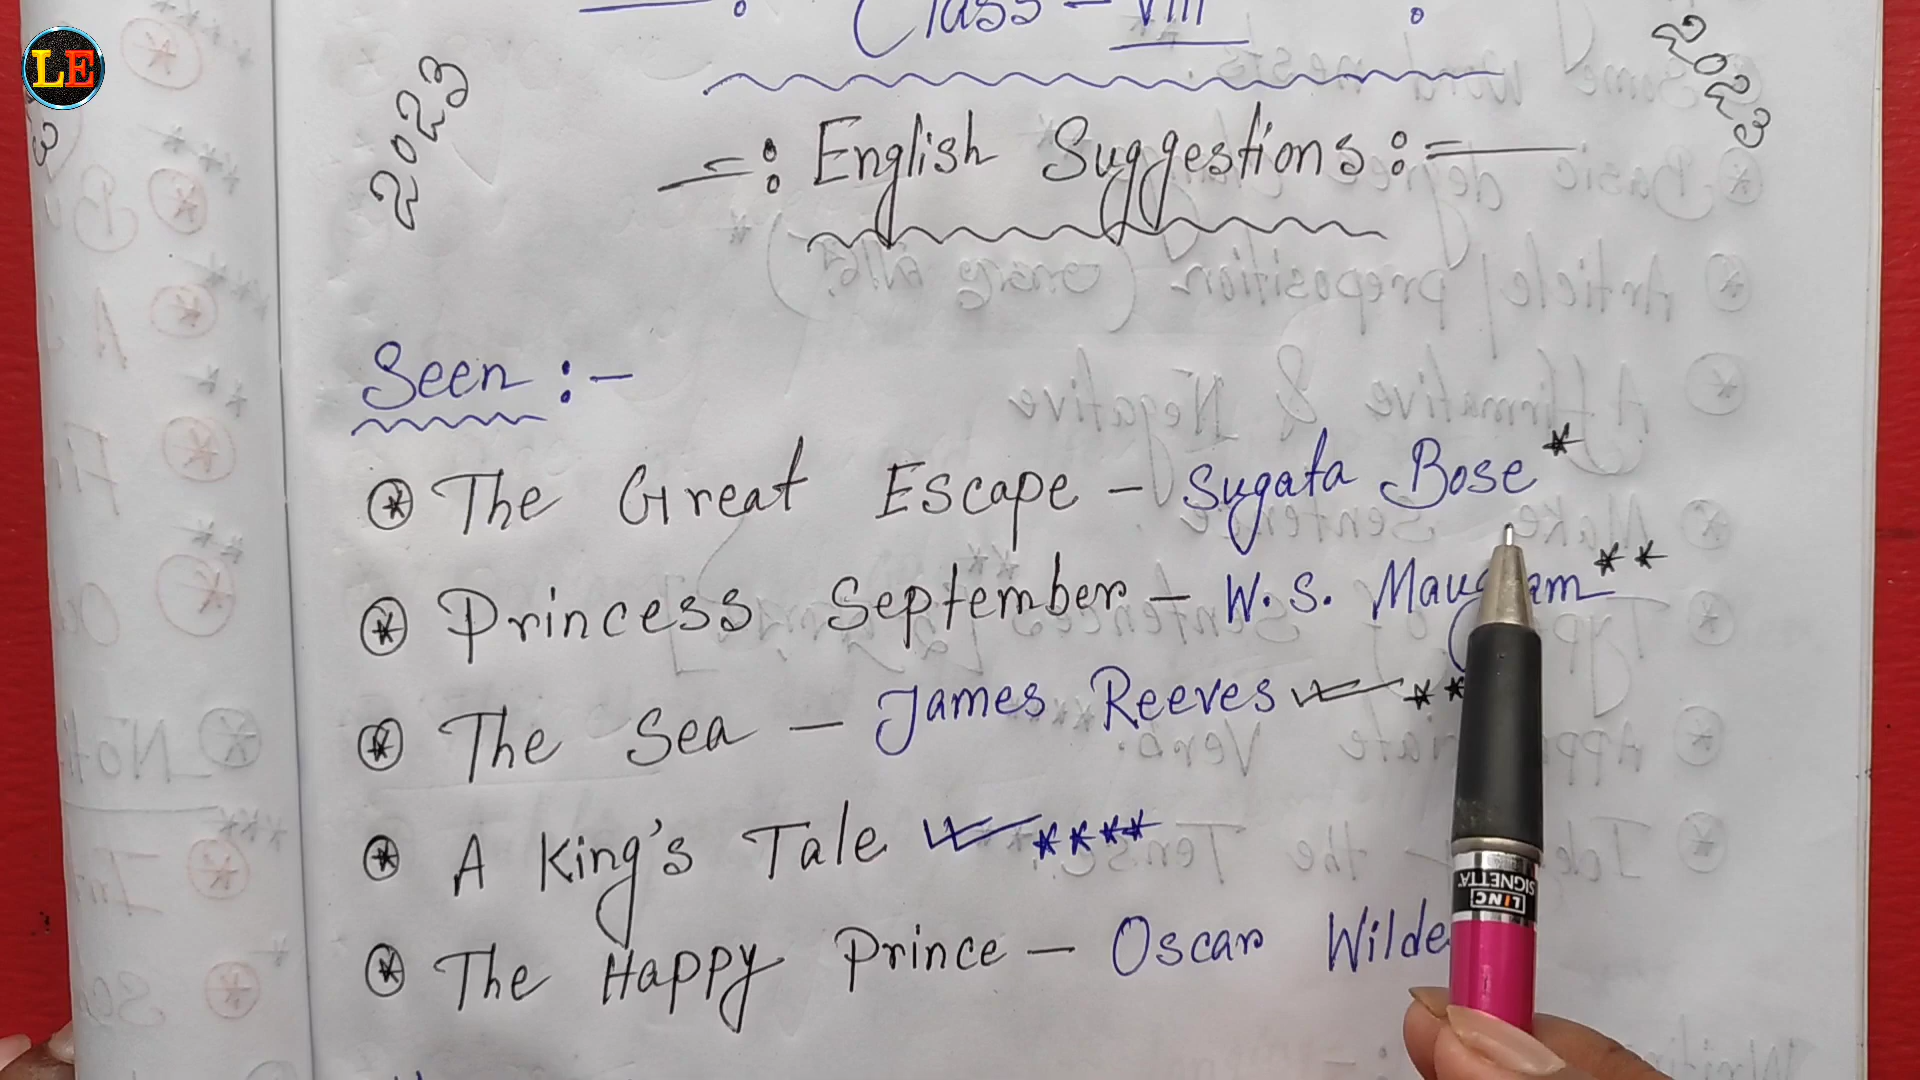 LE
Class - VIII
2023
2023
=: English Suggestions :=
Seen :-
⊛ The Great Escape - Sugata Bose *
⊛ Princess September - W.S. Maugham **
⊛ The Sea - James Reeves ✓ **
⊛ A King's Tale ✓ ****
⊛ The Happy Prince - Oscar Wilde
LINC
SIGNETTA